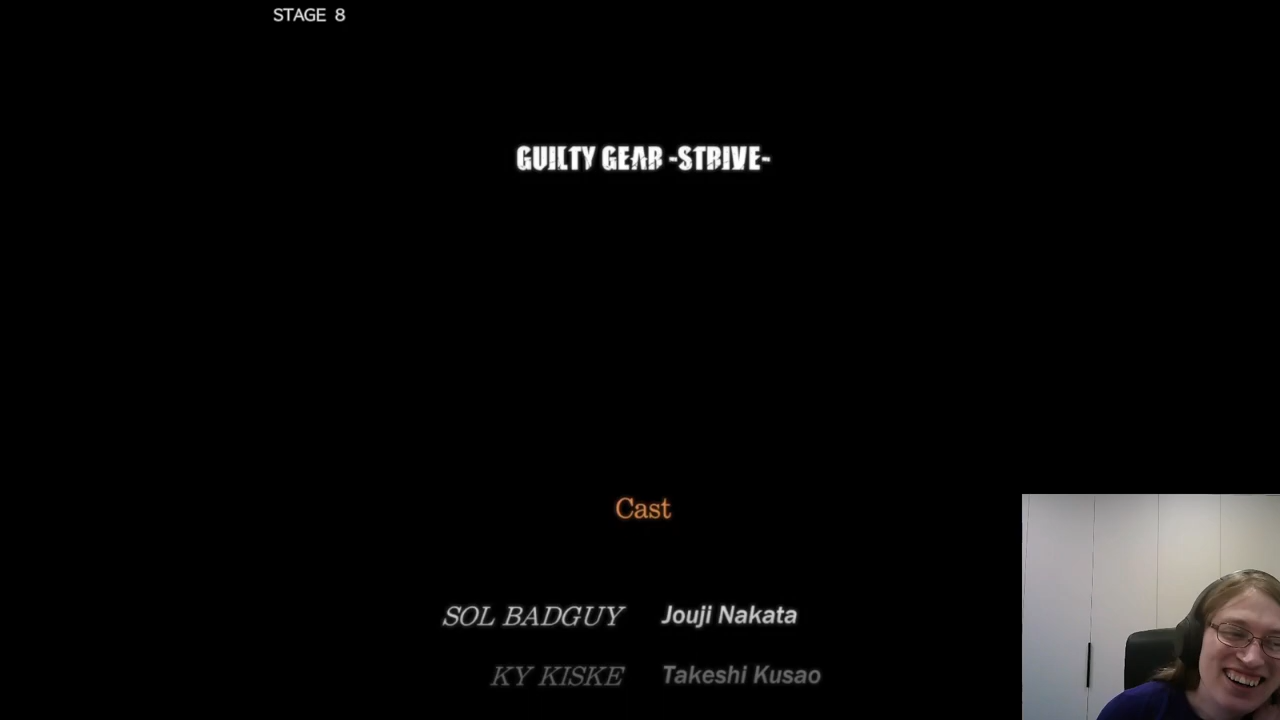 STAGE 8
GUILTY GEAR -STRIVE-
Cast
SOL BADGUY Jouji Nakata
KY KISKE Takeshi Kusao